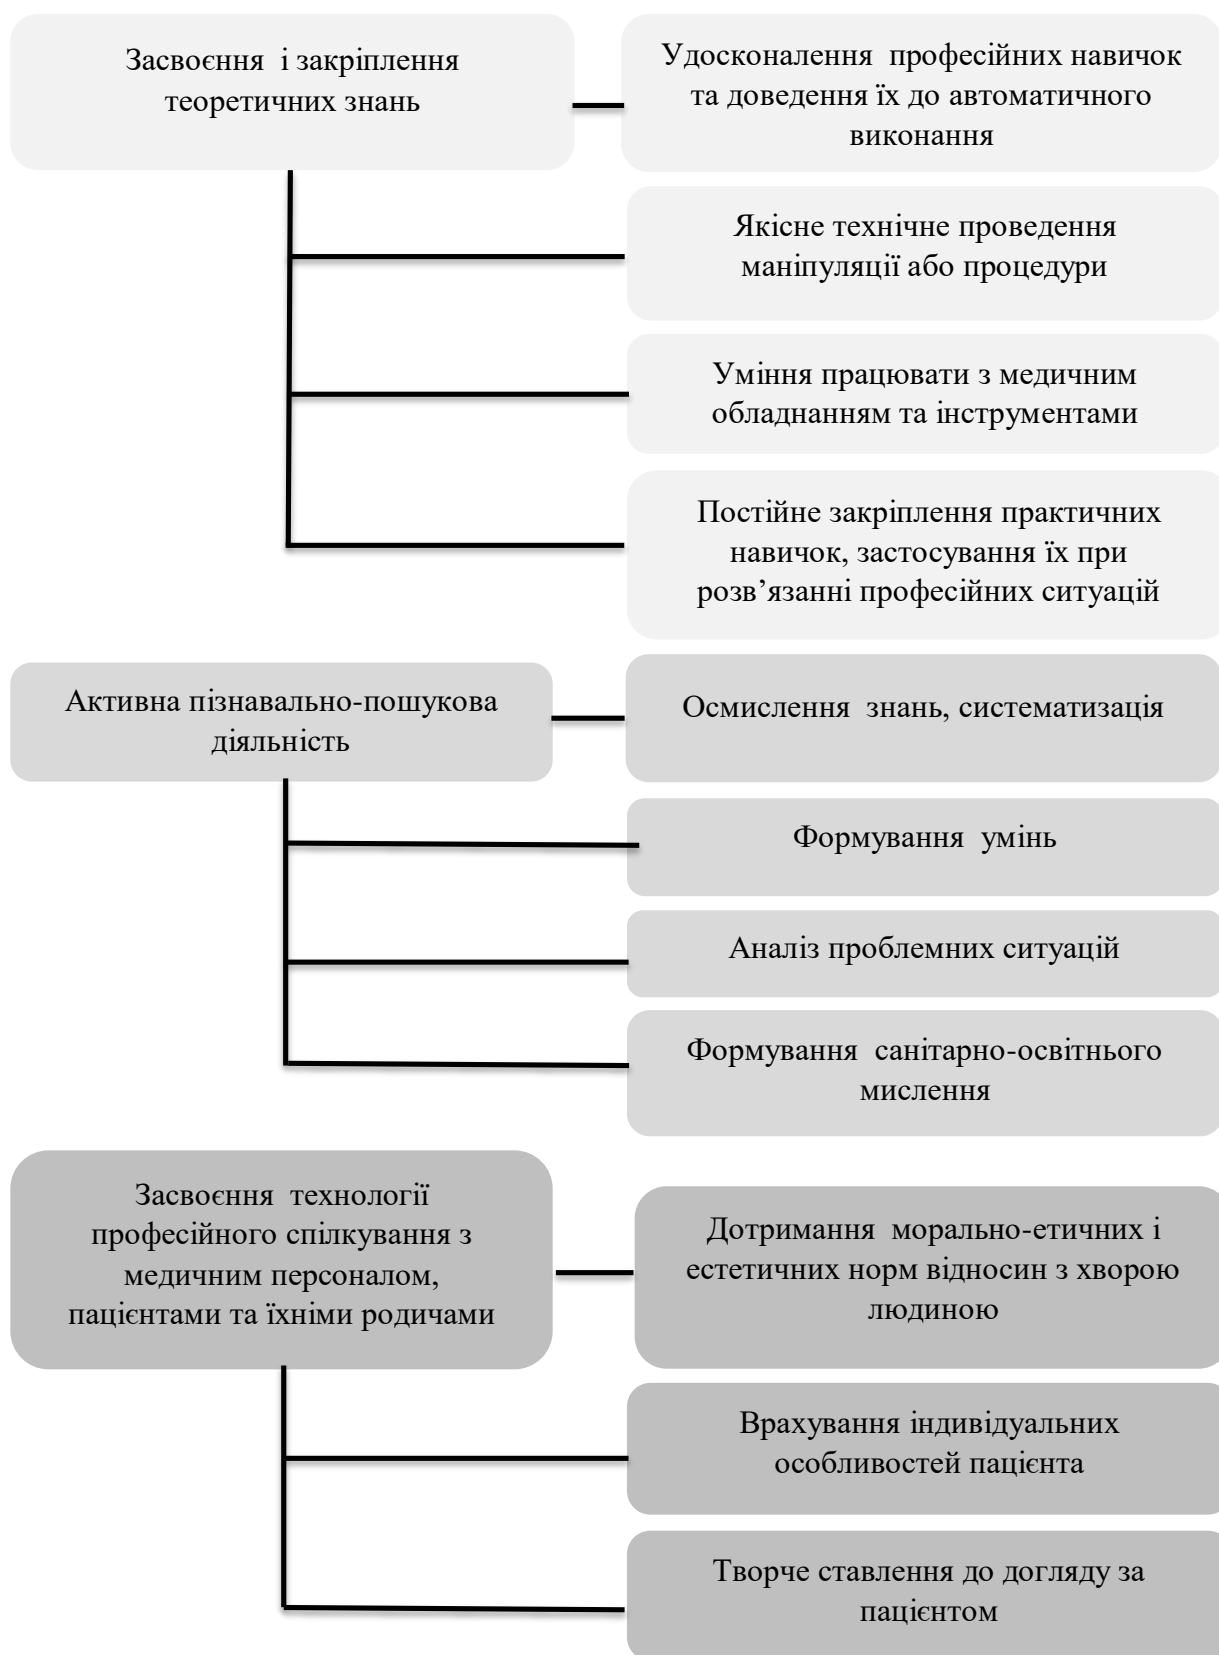 Засвоєння і закріплення
теоретичних знань
Удосконалення професійних навичок
та доведення їх до автоматичного
виконання
Якісне технічне проведення
маніпуляції або процедури
Уміння працювати з медичним
обладнанням та інструментами
Постійне закріплення практичних
навичок, застосування їх при
розв’язанні професійних ситуацій
Активна пізнавально-пошукова
діяльність
Осмислення знань, систематизація
Формування умінь
Аналіз проблемних ситуацій
Формування санітарно-освітнього
мислення
Засвоєння технології
професійного спілкування з
медичним персоналом,
пацієнтами та їхніми родичами
Дотримання морально-етичних і
естетичних норм відносин з хворою
людиною
Врахування індивідуальних
особливостей пацієнта
Творче ставлення до догляду за
пацієнтом